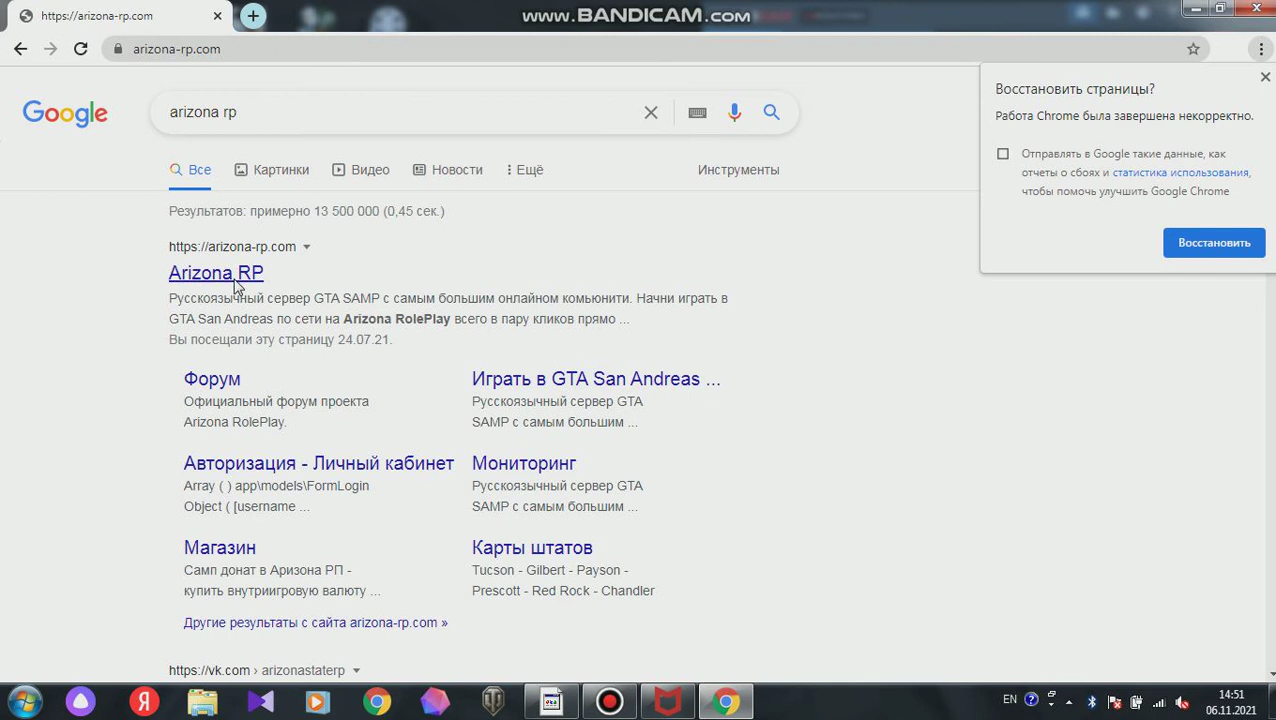 https://arizona-rp.com
WWW.BANDICAM.COM
arizona-rp.com
Google
arizona rp
Все
Картинки
Видео
Новости
Ещё
Инструменты
Результатов: примерно 13 500 000 (0,45 сек.)
https://arizona-rp.com
Arizona RP
Русскоязычный сервер GTA SAMP с самым большим онлайном комьюнити. Начни играть в
GTA San Andreas по сети на Arizona RolePlay всего в пару кликов прямо ...
Вы посещали эту страницу 24.07.21.
Форум
Официальный форум проекта
Arizona RolePlay.
Играть в GTA San Andreas ...
Русскоязычный сервер GTA
SAMP с самым большим ...
Авторизация - Личный кабинет
Array ( ) app\models\FormLogin
Object ( [username ...
Мониторинг
Русскоязычный сервер GTA
SAMP с самым большим ...
Магазин
Самп донат в Аризона РП -
купить внутриигровую валюту ...
Карты штатов
Tucson - Gilbert - Payson -
Prescott - Red Rock - Chandler
Другие результаты с сайта arizona-rp.com »
https://vk.com › arizonastaterp
Восстановить страницы?
Работа Chrome была завершена некорректно.
Отправлять в Google такие данные, как
отчеты о сбоях и статистика использования,
чтобы помочь улучшить Google Chrome
Восстановить
Я
EN
14:51
06.11.2021